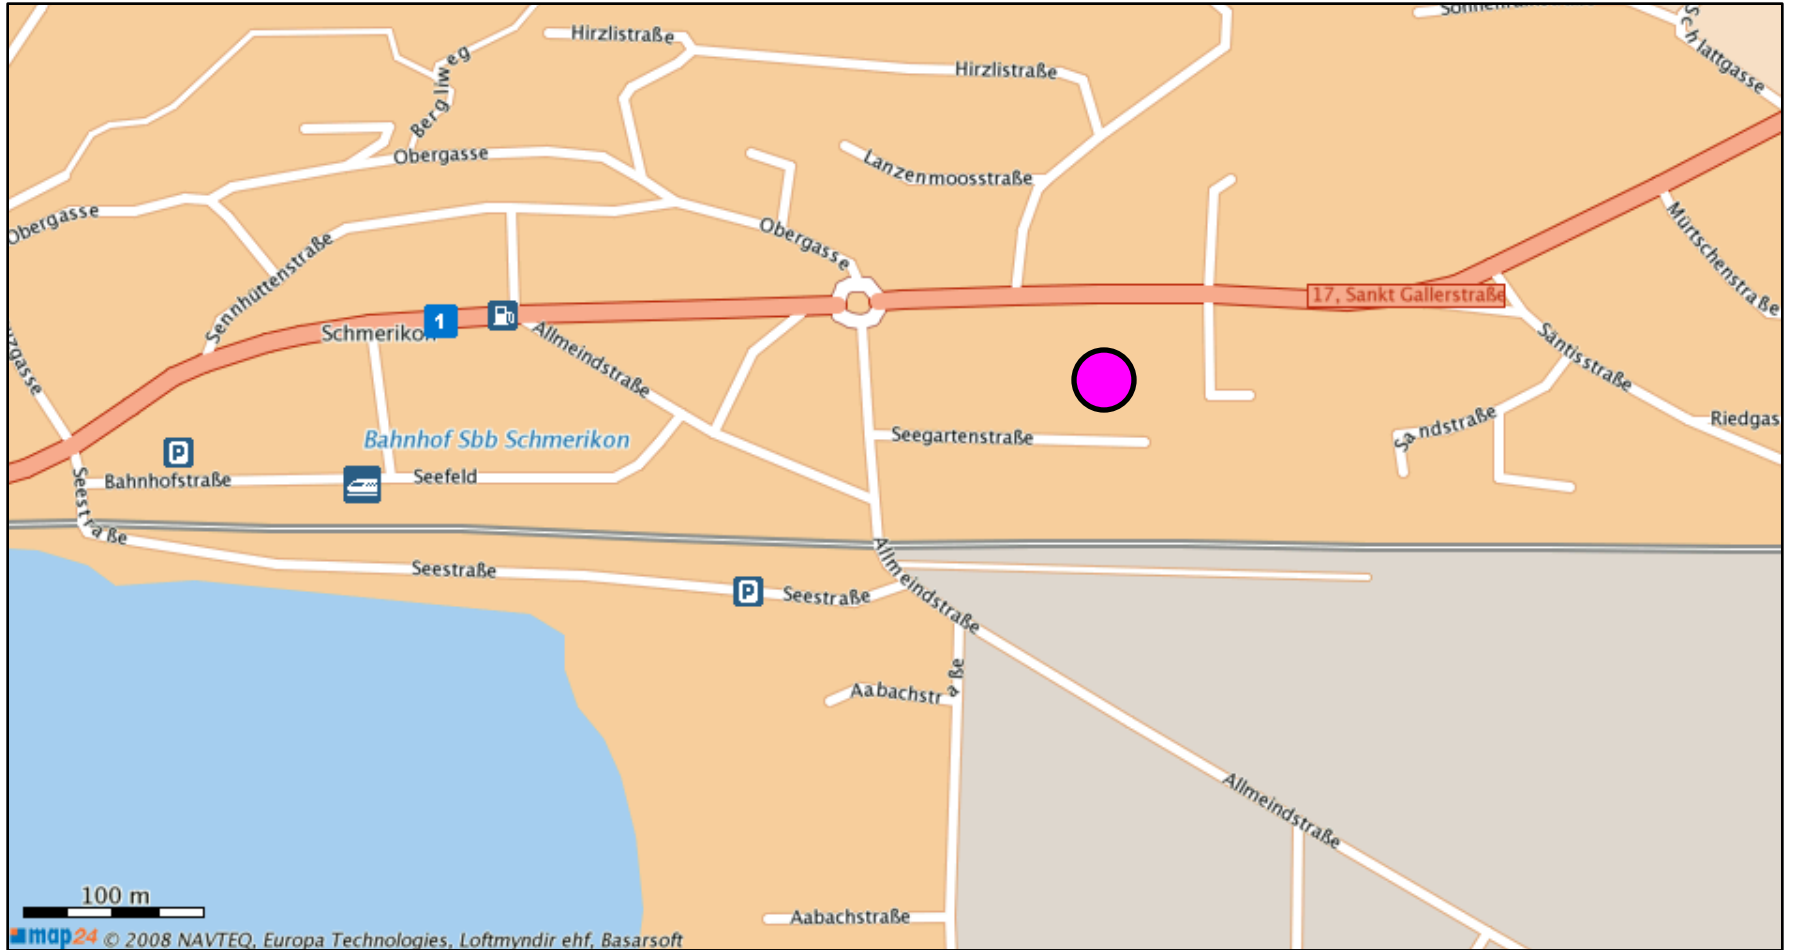 Sonnenrain
Schlattgasse
Hirzlistraße
Hirzlistraße
Bergliweg
Obergasse
Lanzenmoosstraße
Obergasse
Obergasse
Mürtschenstraße
Sennhüttenstraße
17, Sankt Gallerstraße
Schmerikon
1
Allmeindstraße
Säntisstraße
Riedgas
Sandstraße
P
Bahnhof Sbb Schmerikon
Seegartenstraße
Bahnhofstraße
Seefeld
Seestraße
Seestraße
P
Seestraße
Allmeindstraße
Aabachstraße
Allmeindstraße
100 m
Aabachstraße
map24 © 2008 NAVTEQ, Europa Technologies, Loftmyndir ehf, Basarsoft